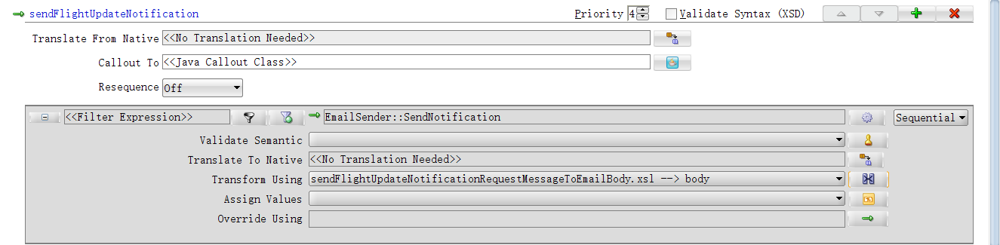 sendFlightUpdateNotification Priority 4 Validate Syntax (XSD)
Translate From Native <<No Translation Needed>>
Callout To <<Java Callout Class>>
Resequence Off
<<Filter Expression>> EmailSender::SendNotification Sequential
Validate Semantic
Translate To Native <<No Translation Needed>>
Transform Using sendFlightUpdateNotificationRequestMessageToEmailBody.xsl --> body
Assign Values
Override Using